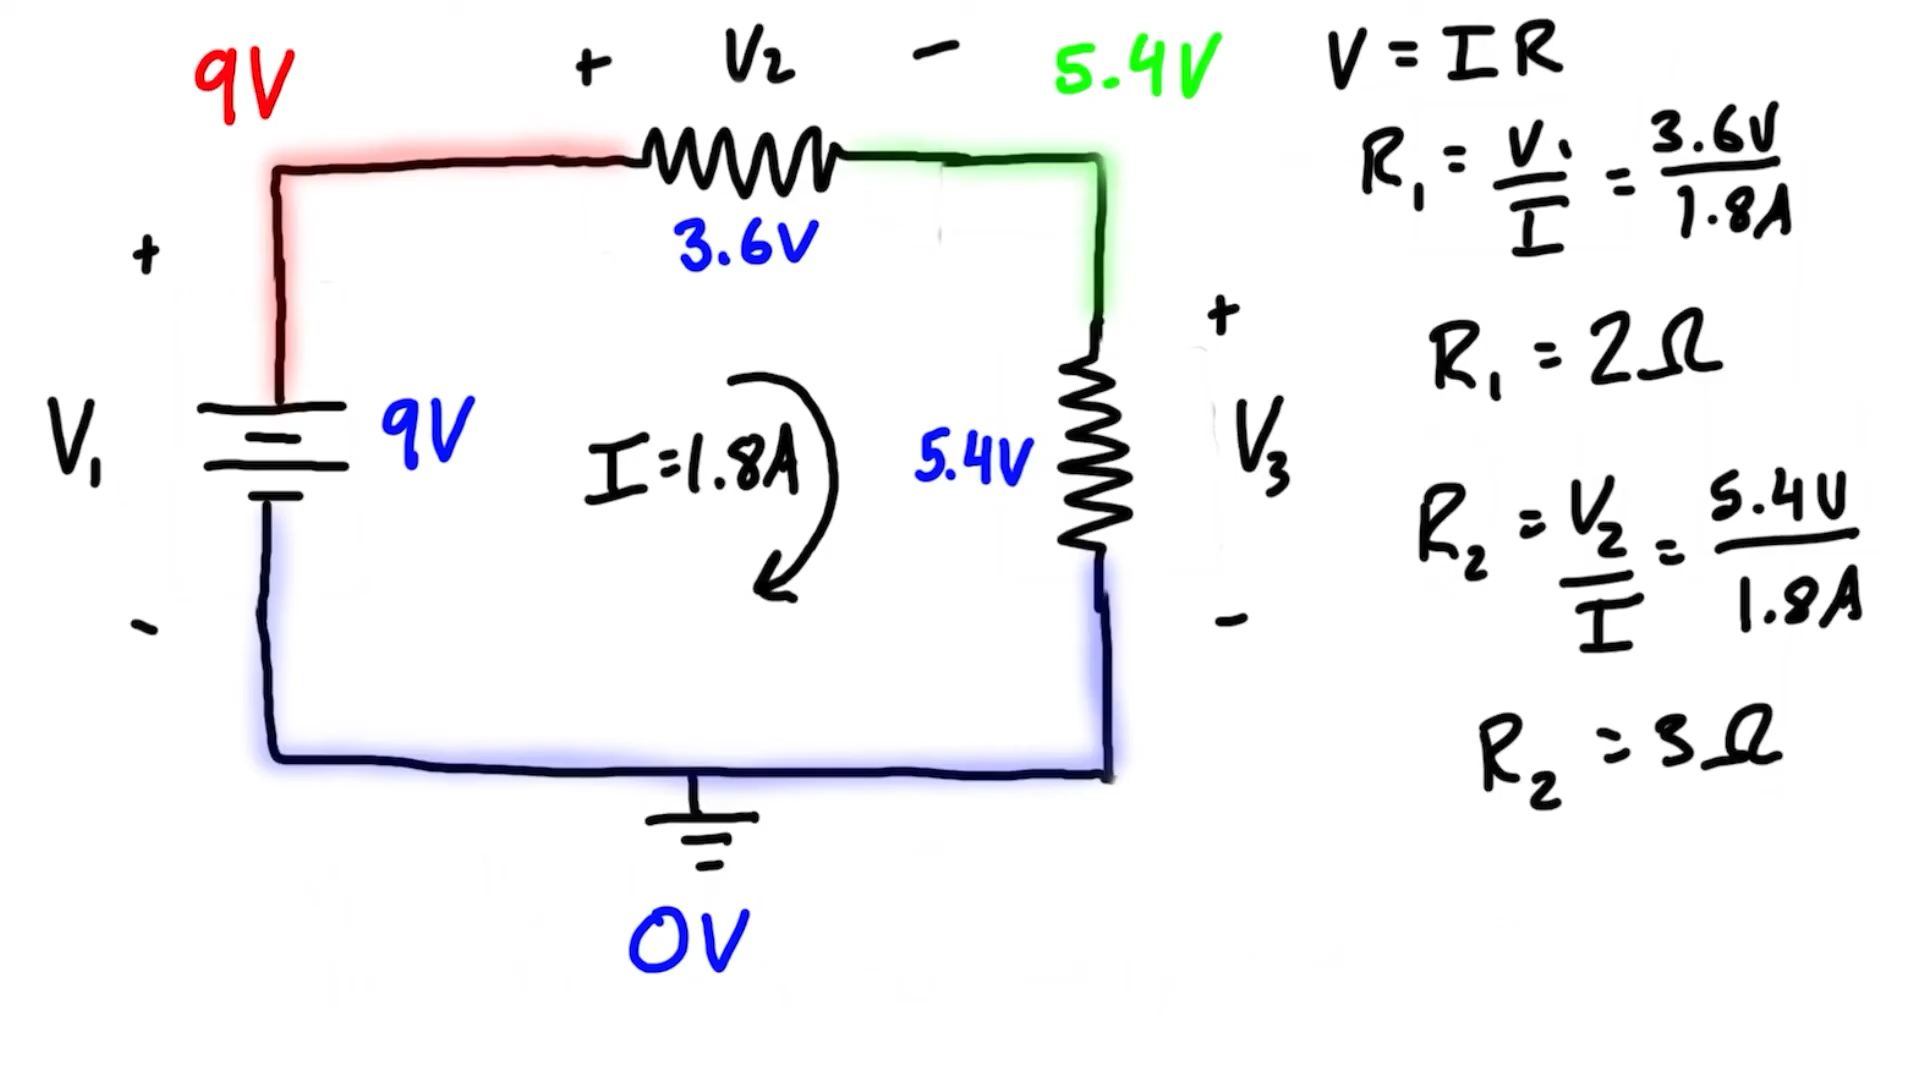 9V
+ V₂ -
5.4V
3.6V
+
V₁
-
9V
I=1.8A
5.4V
+
V₃
-
0V
V = IR
R₁ = V₁/I = 3.6V/1.8A
R₁ = 2Ω
R₂ = V₂/I = 5.4V/1.8A
R₂ = 3Ω